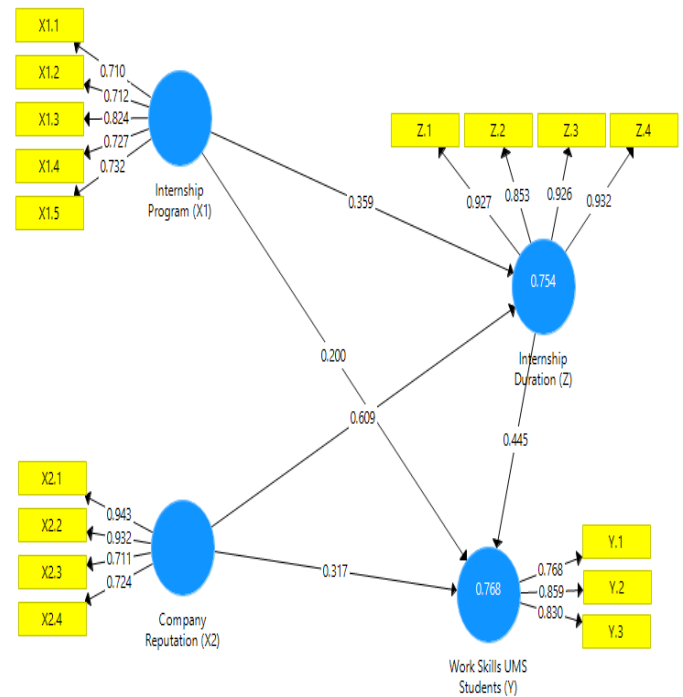 X1.1
X1.2
X1.3
X1.4
X1.5
0.710
0.712
0.824
0.727
0.732
Internship
Program (X1)
Z.1
Z.2
Z.3
Z.4
0.927
0.853
0.926
0.932
0.359
0.754
Internship
Duration (Z)
0.200
0.609
0.445
X2.1
X2.2
X2.3
X2.4
0.943
0.932
0.711
0.724
Company
Reputation (X2)
0.317
0.768
Work Skills UMS
Students (Y)
0.768
0.859
0.830
Y.1
Y.2
Y.3